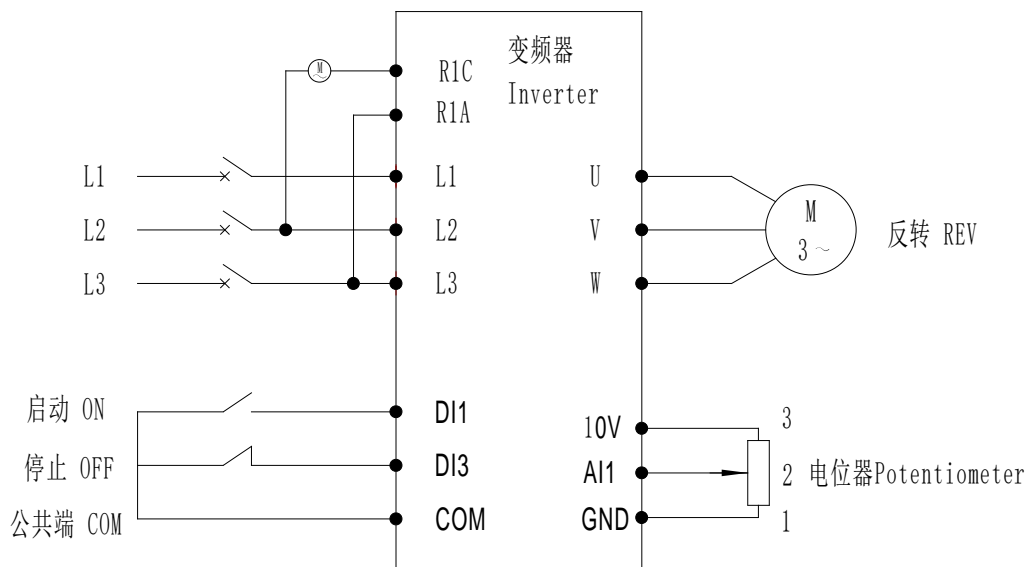 变频器
Inverter
M
~
R1C
R1A
L1
L1
U
L2
L2
V
L3
L3
W
M
3 ~
反转 REV
启动 ON
DI1
停止 OFF
DI3
公共端 COM
COM
10V
3
AI1
2 电位器Potentiometer
GND
1